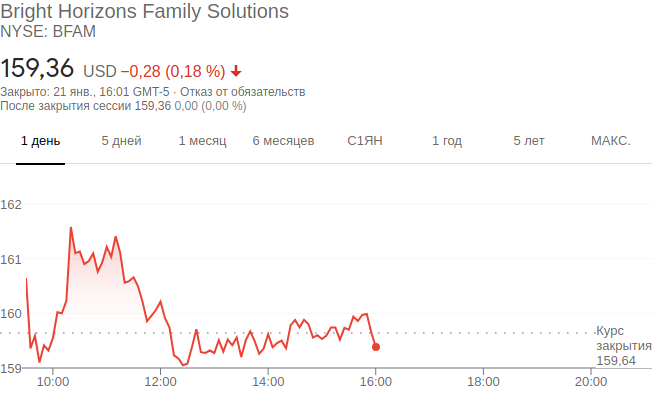 Bright Horizons Family Solutions
NYSE: BFAM
159,36 USD −0,28 (0,18 %)
Закрыто: 21 янв., 16:01 GMT-5 · Отказ от обязательств
После закрытия сессии 159,36 0,00 (0,00 %)
1 день 5 дней 1 месяц 6 месяцев С1ЯН 1 год 5 лет МАКС.
162
161
160
Курс
закрытия
159,64
159
10:00 12:00 14:00 16:00 18:00 20:00